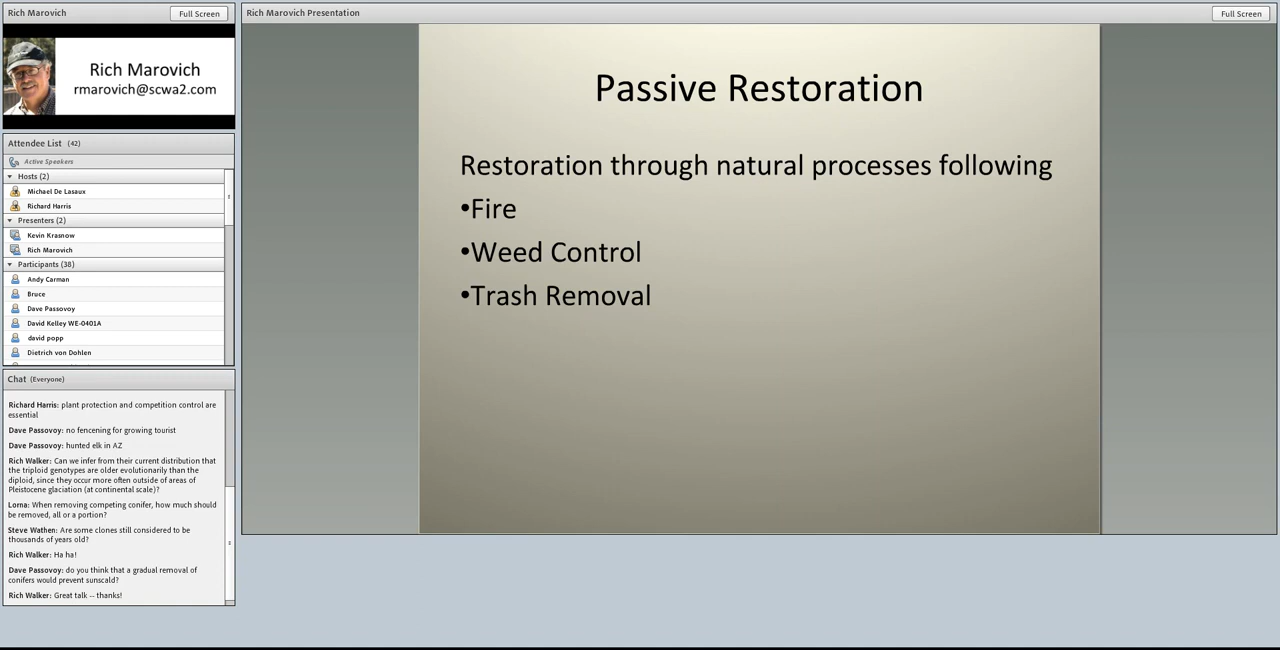 Rich Marovich
Full Screen
Rich Marovich
rmarovich@scwa2.com
Attendee List (42)
Active Speakers
Hosts (2)
Michael De Lasaux
Richard Harris
Presenters (2)
Kevin Krasnow
Rich Marovich
Participants (38)
Andy Carman
Bruce
Dave Passovoy
David Kelley WE-0401A
david popp
Dietrich von Dohlen
Chat (Everyone)
Richard Harris: plant protection and competition control are
essential
Dave Passovoy: no fencening for growing tourist
Dave Passovoy: hunted elk in AZ
Rich Walker: Can we infer from their current distribution that
the triploid genotypes are older evolutionarily than the
diploid, since they occur more often outside of areas of
Pleistocene glaciation (at continental scale)?
Lorna: When removing competing conifer, how much should
be removed, all or a portion?
Steve Wathen: Are some clones still considered to be
thousands of years old?
Rich Walker: Ha ha!
Dave Passovoy: do you think that a gradual removal of
conifers would prevent sunscald?
Rich Walker: Great talk -- thanks!
Rich Marovich Presentation
Full Screen
Passive Restoration
Restoration through natural processes following
•Fire
•Weed Control
•Trash Removal